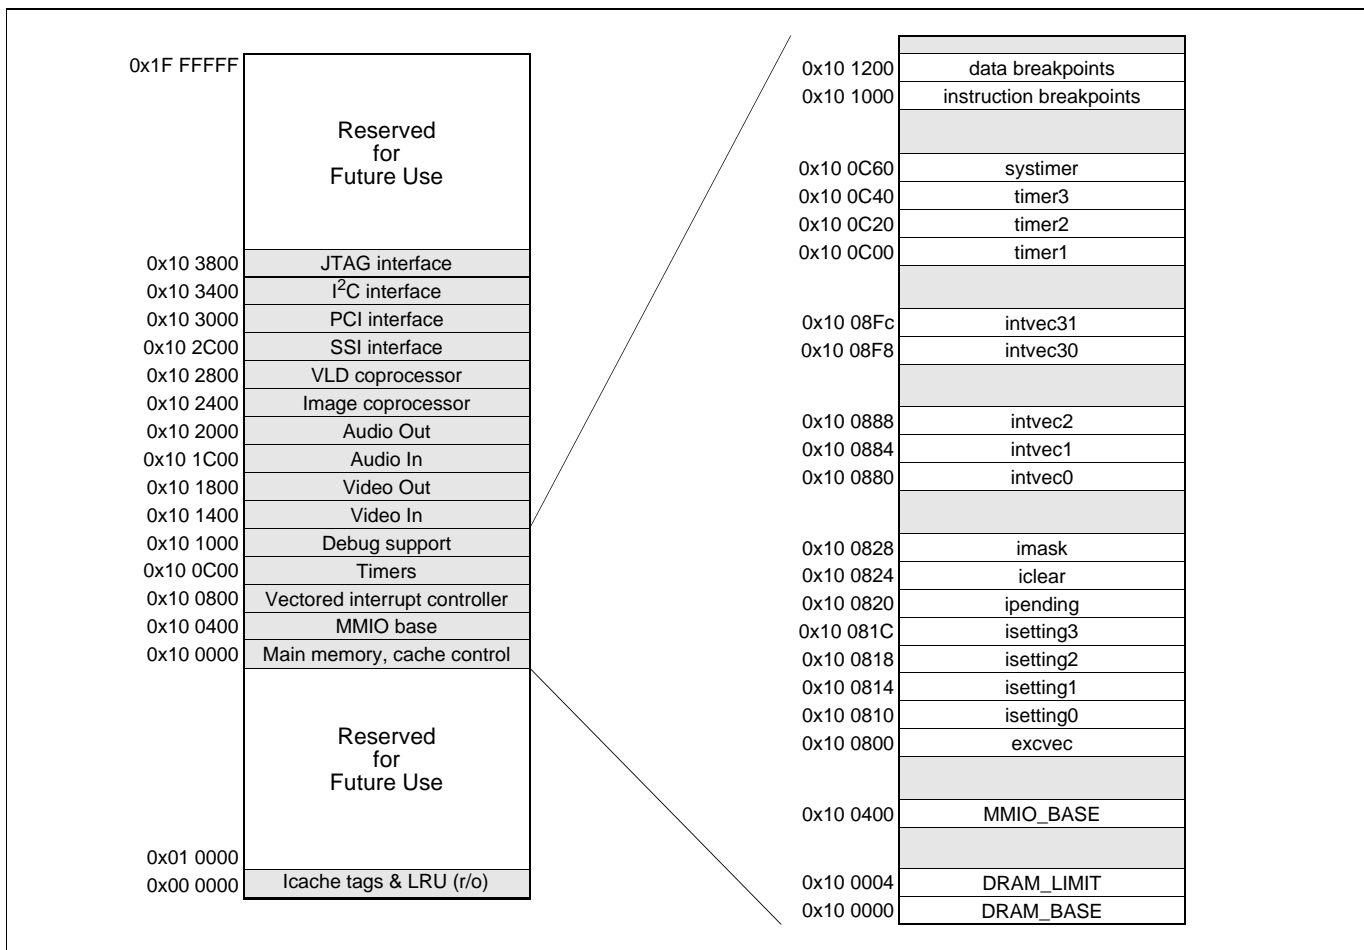 0x1F FFFFF
Reserved
for
Future Use
0x10 3800 JTAG interface
0x10 3400 I2C interface
0x10 3000 PCI interface
0x10 2C00 SSI interface
0x10 2800 VLD coprocessor
0x10 2400 Image coprocessor
0x10 2000 Audio Out
0x10 1C00 Audio In
0x10 1800 Video Out
0x10 1400 Video In
0x10 1000 Debug support
0x10 0C00 Timers
0x10 0800 Vectored interrupt controller
0x10 0400 MMIO base
0x10 0000 Main memory, cache control
Reserved
for
Future Use
0x01 0000
0x00 0000 Icache tags & LRU (r/o)
0x10 1200 data breakpoints
0x10 1000 instruction breakpoints
0x10 0C60 systimer
0x10 0C40 timer3
0x10 0C20 timer2
0x10 0C00 timer1
0x10 08Fc intvec31
0x10 08F8 intvec30
0x10 0888 intvec2
0x10 0884 intvec1
0x10 0880 intvec0
0x10 0828 imask
0x10 0824 iclear
0x10 0820 ipending
0x10 081C isetting3
0x10 0818 isetting2
0x10 0814 isetting1
0x10 0810 isetting0
0x10 0800 excvec
0x10 0400 MMIO_BASE
0x10 0004 DRAM_LIMIT
0x10 0000 DRAM_BASE